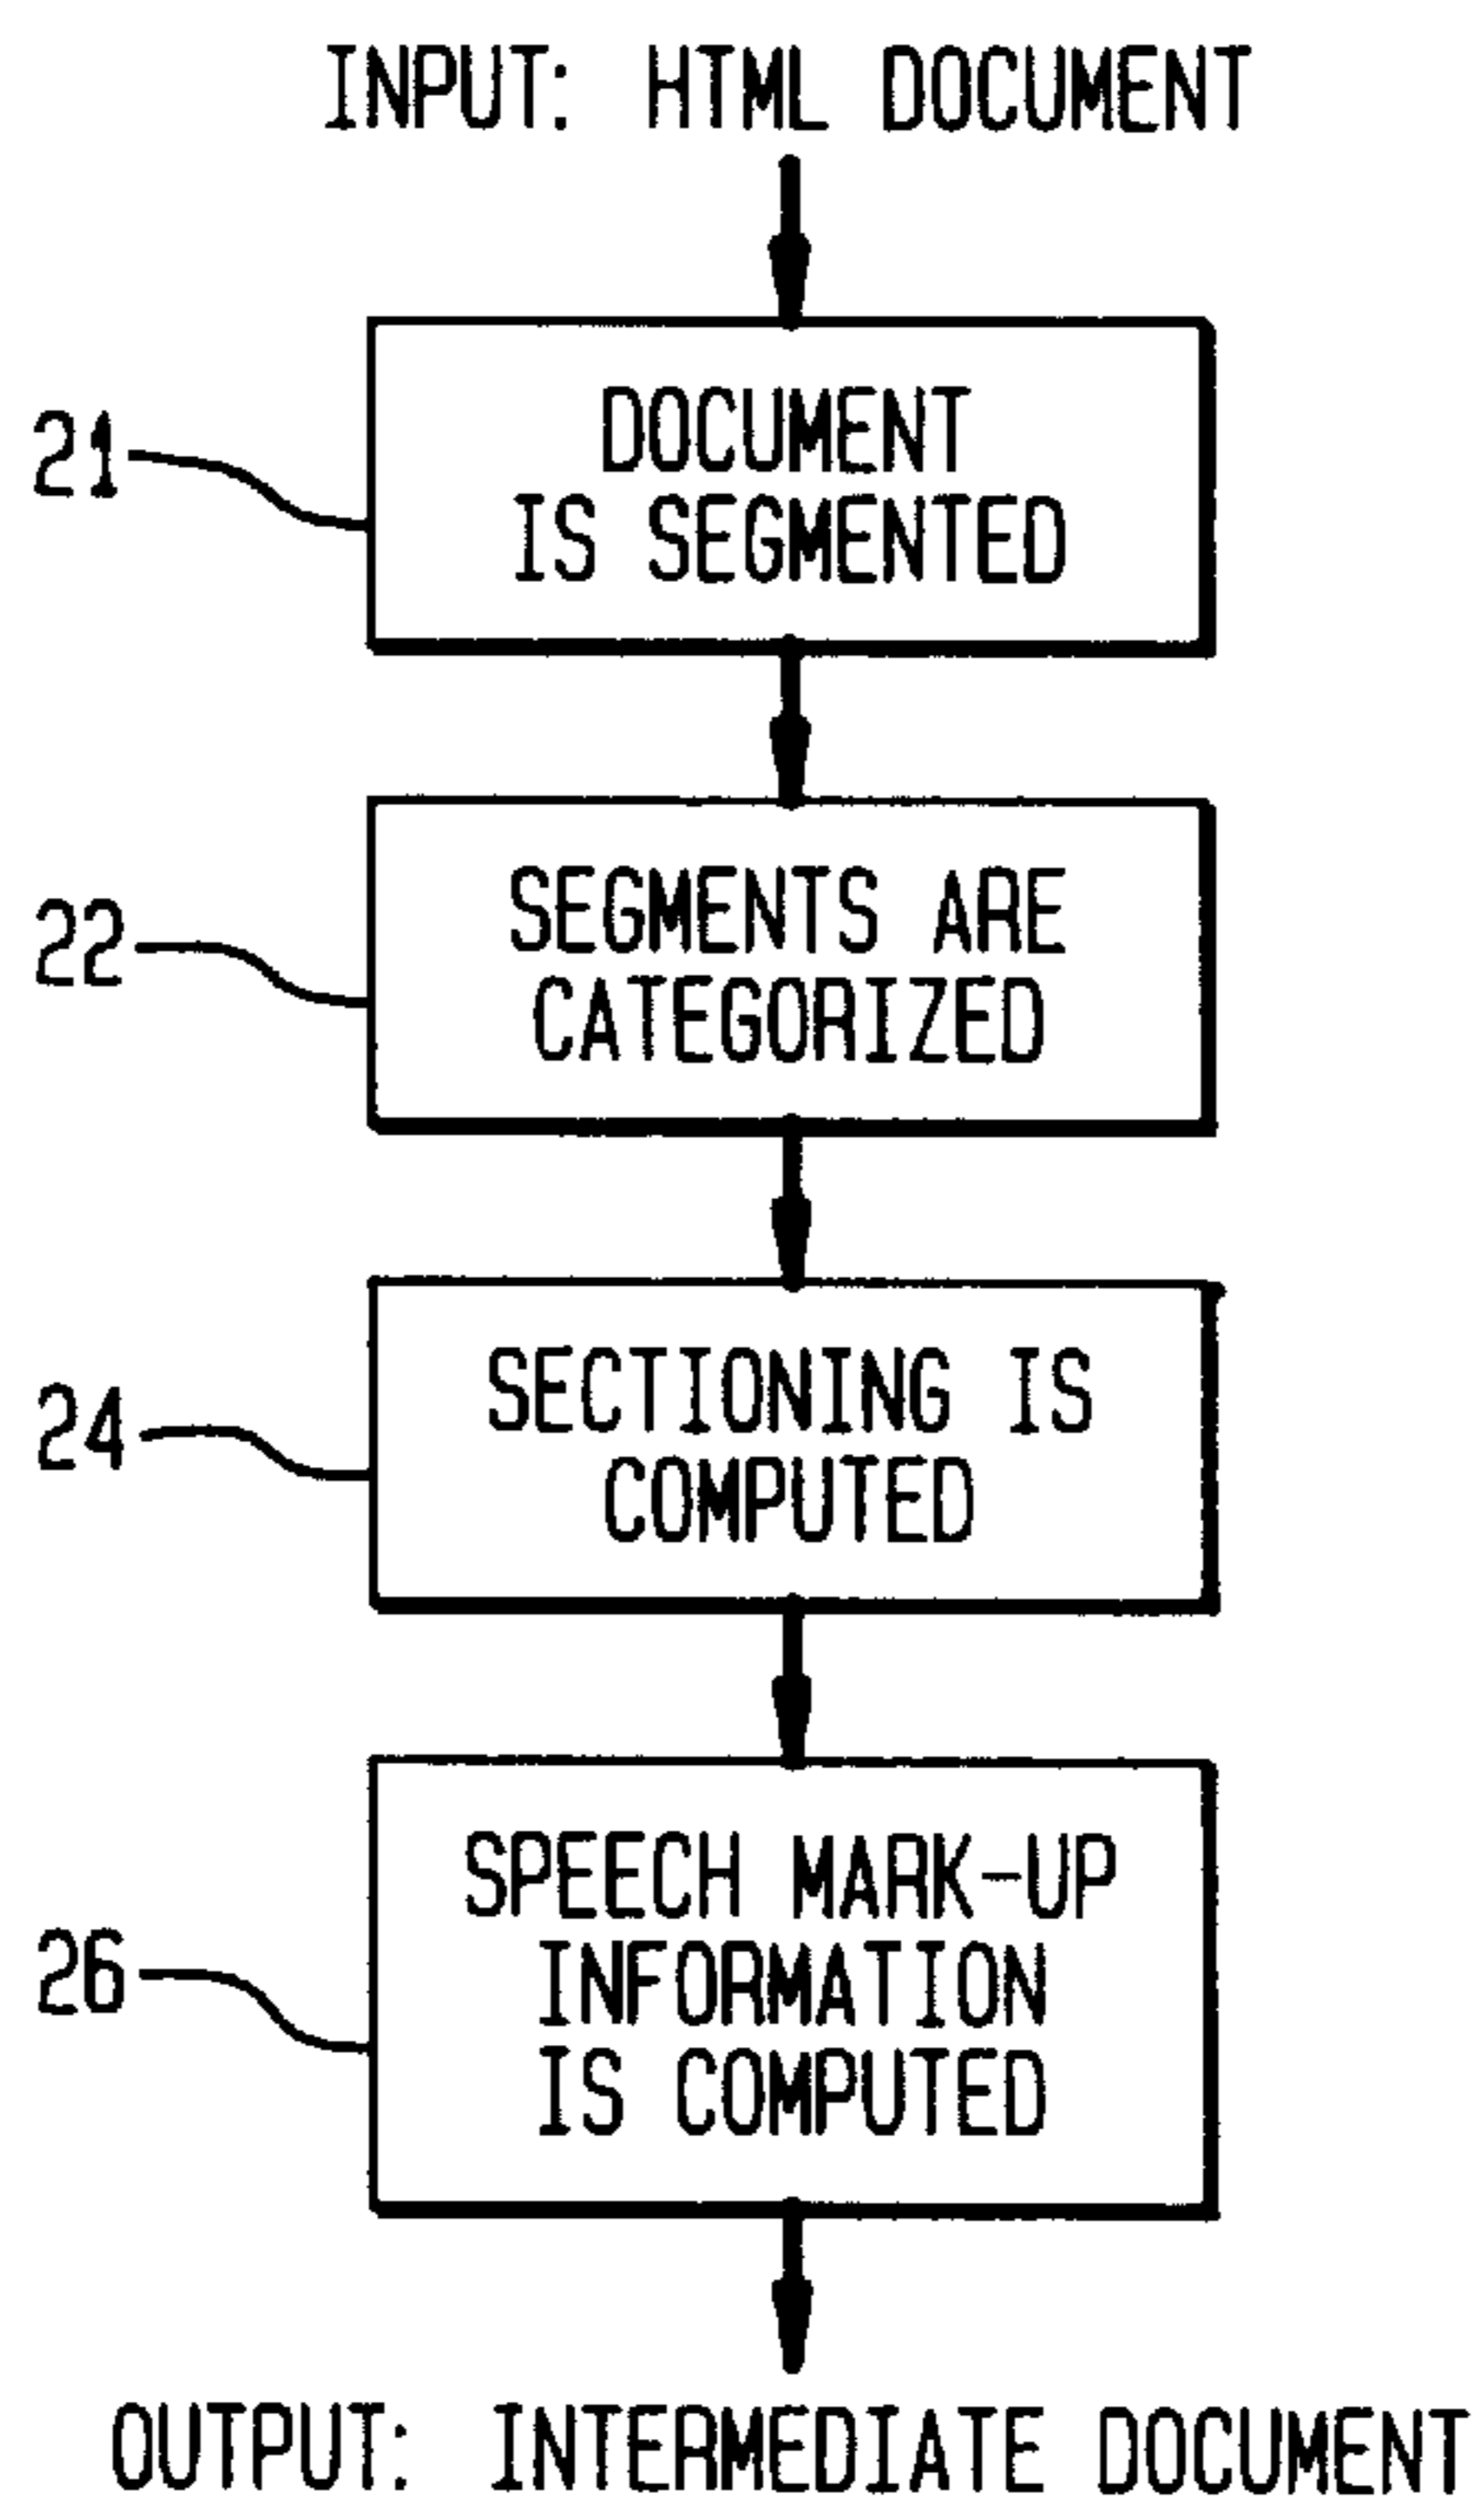 INPUT: HTML DOCUMENT
21
DOCUMENT
IS SEGMENTED
22
SEGMENTS ARE
CATEGORIZED
24
SECTIONING IS
COMPUTED
26
SPEECH MARK-UP
INFORMATION
IS COMPUTED
OUTPUT: INTERMEDIATE DOCUMENT